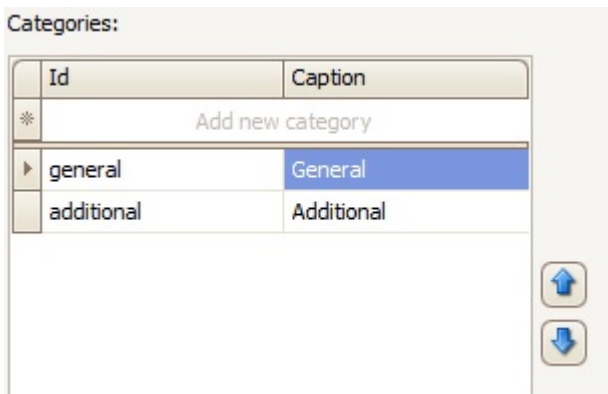 Categories:
Id Caption
Add new category
general General
additional Additional